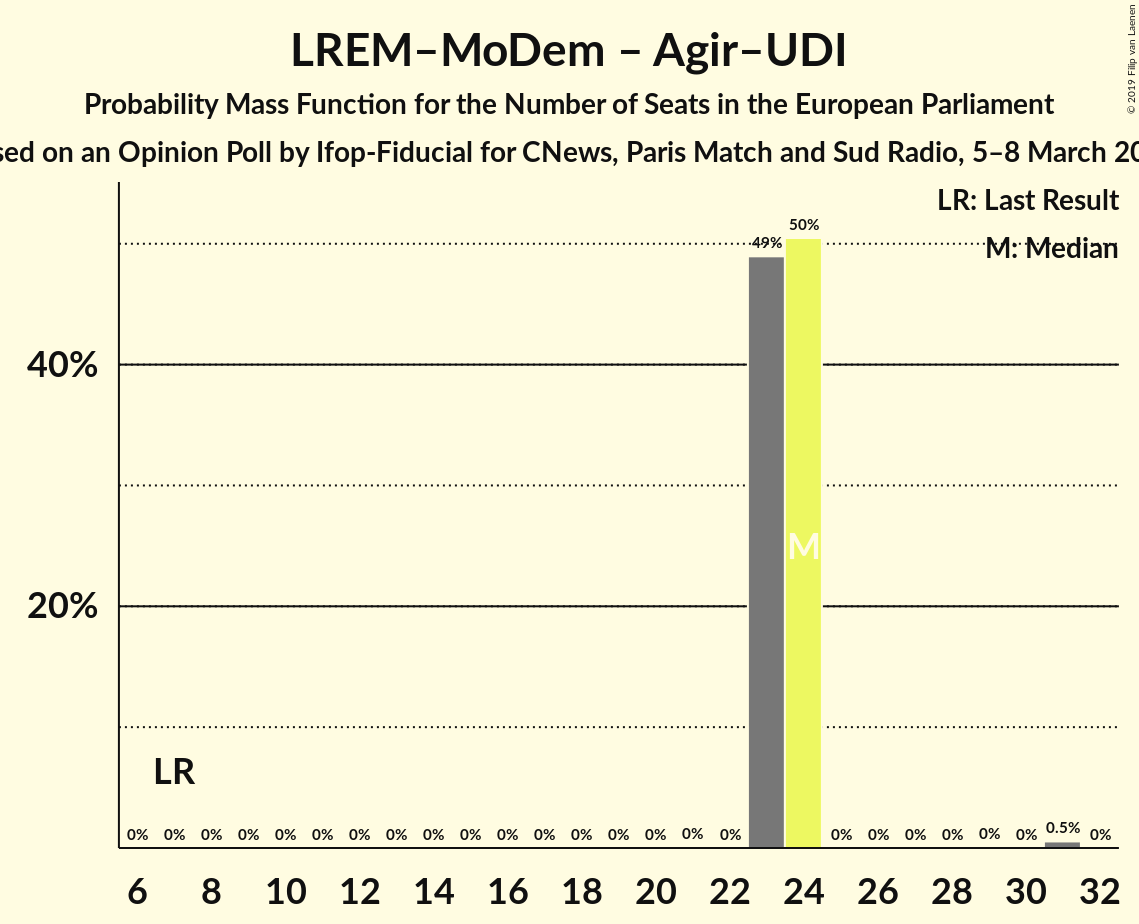 LREM–MoDem – Agir–UDI
Probability Mass Function for the Number of Seats in the European Parliament
on an Opinion Poll by Ifop-Fiducial for CNews, Paris Match and Sud Radio, 5–8 March
© 2019 Filip van Laenen
LR: Last Result
M: Median
49% 50%
40%
M
20%
LR
0% 0% 0% 0% 0% 0% 0% 0% 0% 0% 0% 0% 0% 0% 0% 0% 0% 0% 0% 0% 0% 0% 0% 0.5% 0%
6 8 10 12 14 16 18 20 22 24 26 28 30 32